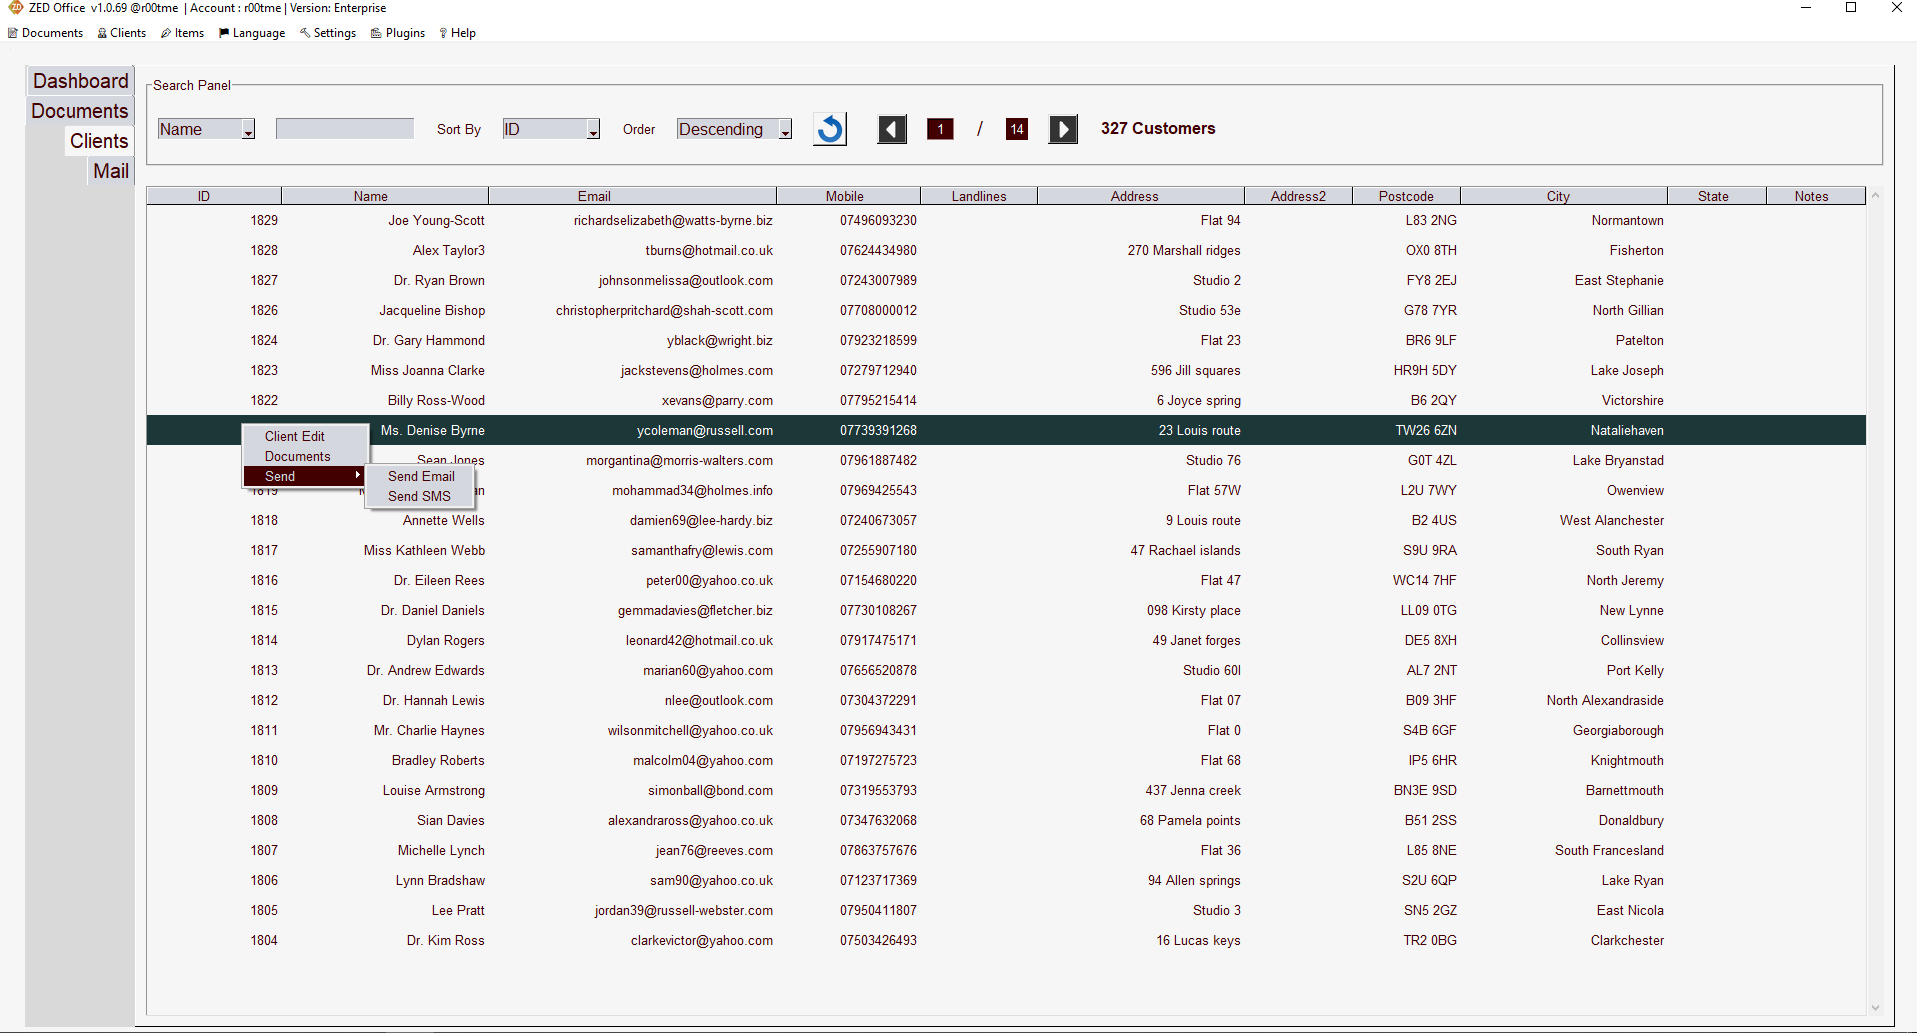 ZED Office v1.0.69 @r00tme | Account : r00tme | Version: Enterprise
Documents Clients Items Language Settings Plugins Help
Dashboard
Documents
Clients
Mail
Search Panel
Name Sort By ID Order Descending 1 / 14 327 Customers
ID Name Email Mobile Landlines Address Address2 Postcode City State Notes
1829 Joe Young-Scott richardselizabeth@watts-byrne.biz 07496093230 Flat 94 L83 2NG Normantown
1828 Alex Taylor3 tburns@hotmail.co.uk 07624434980 270 Marshall ridges OX0 8TH Fisherton
1827 Dr. Ryan Brown johnsonmelissa@outlook.com 07243007989 Studio 2 FY8 2EJ East Stephanie
1826 Jacqueline Bishop christopherpritchard@shah-scott.com 07708000012 Studio 53e G78 7YR North Gillian
1824 Dr. Gary Hammond yblack@wright.biz 07923218599 Flat 23 BR6 9LF Patelton
1823 Miss Joanna Clarke jackstevens@holmes.com 07279712940 596 Jill squares HR9H 5DY Lake Joseph
1822 Billy Ross-Wood xevans@parry.com 07795215414 6 Joyce spring B6 2QY Victorshire
Ms. Denise Byrne ycoleman@russell.com 07739391268 23 Louis route TW26 6ZN Nataliehaven
Client Edit
Documents
Send
Send Email
Send SMS
Sean Jones morgantina@morris-walters.com 07961887482 Studio 76 G0T 4ZL Lake Bryanstad
1819 mohammad34@holmes.info 07969425543 Flat 57W L2U 7WY Owenview
1818 Annette Wells damien69@lee-hardy.biz 07240673057 9 Louis route B2 4US West Alanchester
1817 Miss Kathleen Webb samanthafry@lewis.com 07255907180 47 Rachael islands S9U 9RA South Ryan
1816 Dr. Eileen Rees peter00@yahoo.co.uk 07154680220 Flat 47 WC14 7HF North Jeremy
1815 Dr. Daniel Daniels gemmadavies@fletcher.biz 07730108267 098 Kirsty place LL09 0TG New Lynne
1814 Dylan Rogers leonard42@hotmail.co.uk 07917475171 49 Janet forges DE5 8XH Collinsview
1813 Dr. Andrew Edwards marian60@yahoo.com 07656520878 Studio 60l AL7 2NT Port Kelly
1812 Dr. Hannah Lewis nlee@outlook.com 07304372291 Flat 07 B09 3HF North Alexandraside
1811 Mr. Charlie Haynes wilsonmitchell@yahoo.co.uk 07956943431 Flat 0 S4B 6GF Georgiaborough
1810 Bradley Roberts malcolm04@yahoo.com 07197275723 Flat 68 IP5 6HR Knightmouth
1809 Louise Armstrong simonball@bond.com 07319553793 437 Jenna creek BN3E 9SD Barnettmouth
1808 Sian Davies alexandraross@yahoo.co.uk 07347632068 68 Pamela points B51 2SS Donaldbury
1807 Michelle Lynch jean76@reeves.com 07863757676 Flat 36 L85 8NE South Francesland
1806 Lynn Bradshaw sam90@yahoo.co.uk 07123717369 94 Allen springs S2U 6QP Lake Ryan
1805 Lee Pratt jordan39@russell-webster.com 07950411807 Studio 3 SN5 2GZ East Nicola
1804 Dr. Kim Ross clarkevictor@yahoo.com 07503426493 16 Lucas keys TR2 0BG Clarkchester